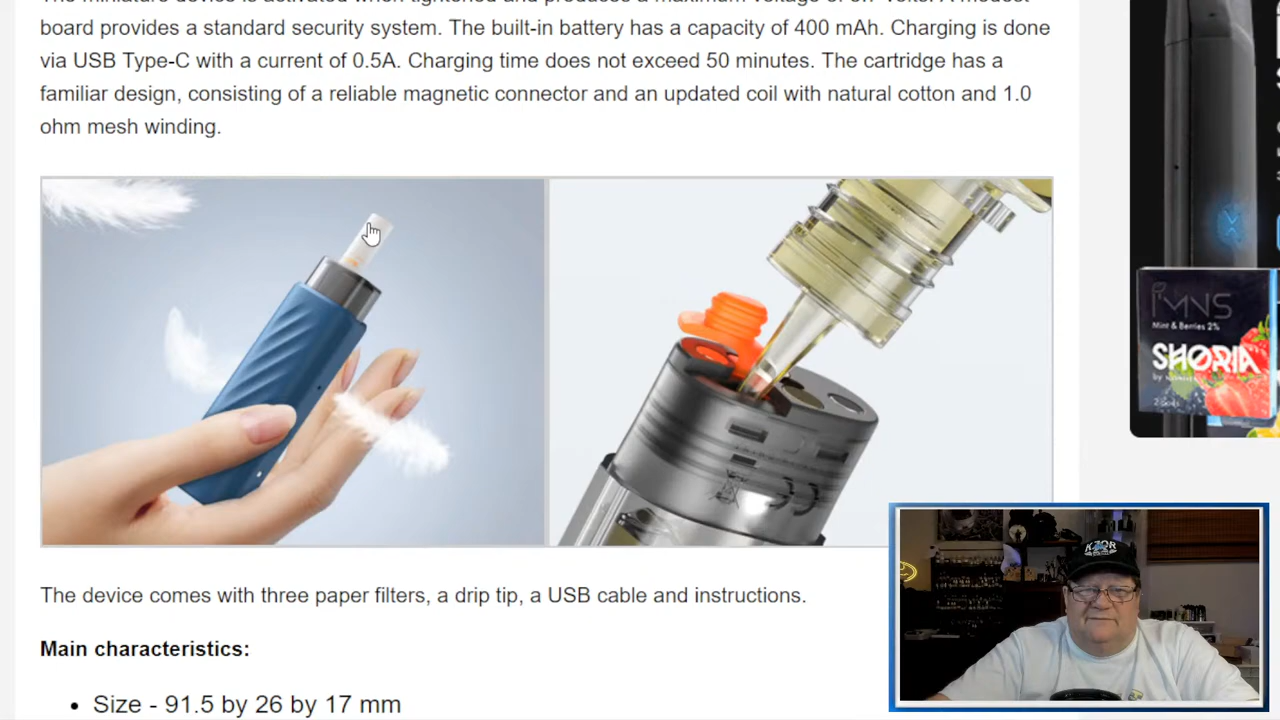 board provides a standard security system. The built-in battery has a capacity of 400 mAh. Charging is done
via USB Type-C with a current of 0.5A. Charging time does not exceed 50 minutes. The cartridge has a
familiar design, consisting of a reliable magnetic connector and an updated coil with natural cotton and 1.0
ohm mesh winding.
IMNS
Mint & Berries 2%
SHORIA
The device comes with three paper filters, a drip tip, a USB cable and instructions.
Main characteristics:
• Size - 91.5 by 26 by 17 mm